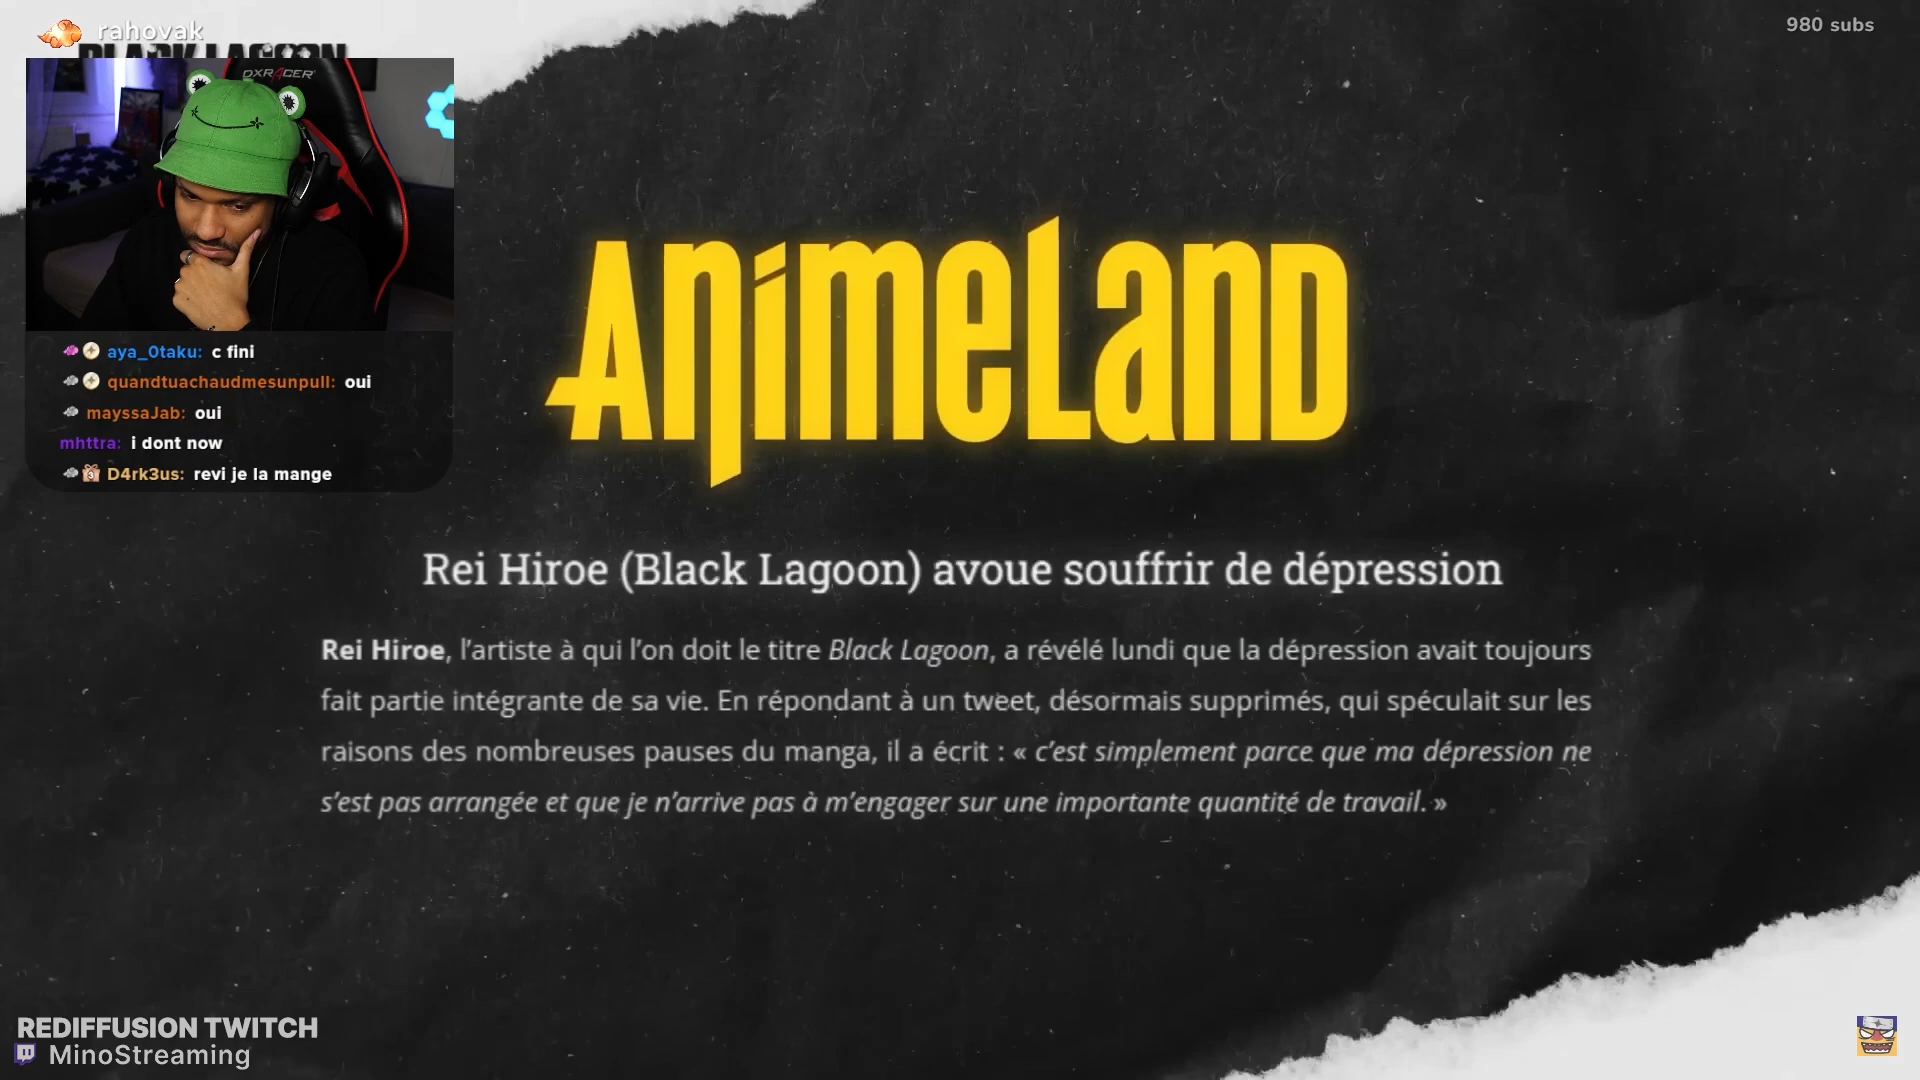 rahovak
980 subs
BLACK LAGOON
DXRACER
aya_0taku: c fini
quandtuachaudmesunpull: oui
mayssaJab: oui
mhttra: i dont now
D4rk3us: revi je la mange
AnimeLand
Rei Hiroe (Black Lagoon) avoue souffrir de dépression
Rei Hiroe, l’artiste à qui l’on doit le titre Black Lagoon, a révélé lundi que la dépression avait toujours
fait partie intégrante de sa vie. En répondant à un tweet, désormais supprimés, qui spéculait sur les
raisons des nombreuses pauses du manga, il a écrit : « c’est simplement parce que ma dépression ne
s’est pas arrangée et que je n’arrive pas à m’engager sur une importante quantité de travail. »
REDIFFUSION TWITCH
MinoStreaming